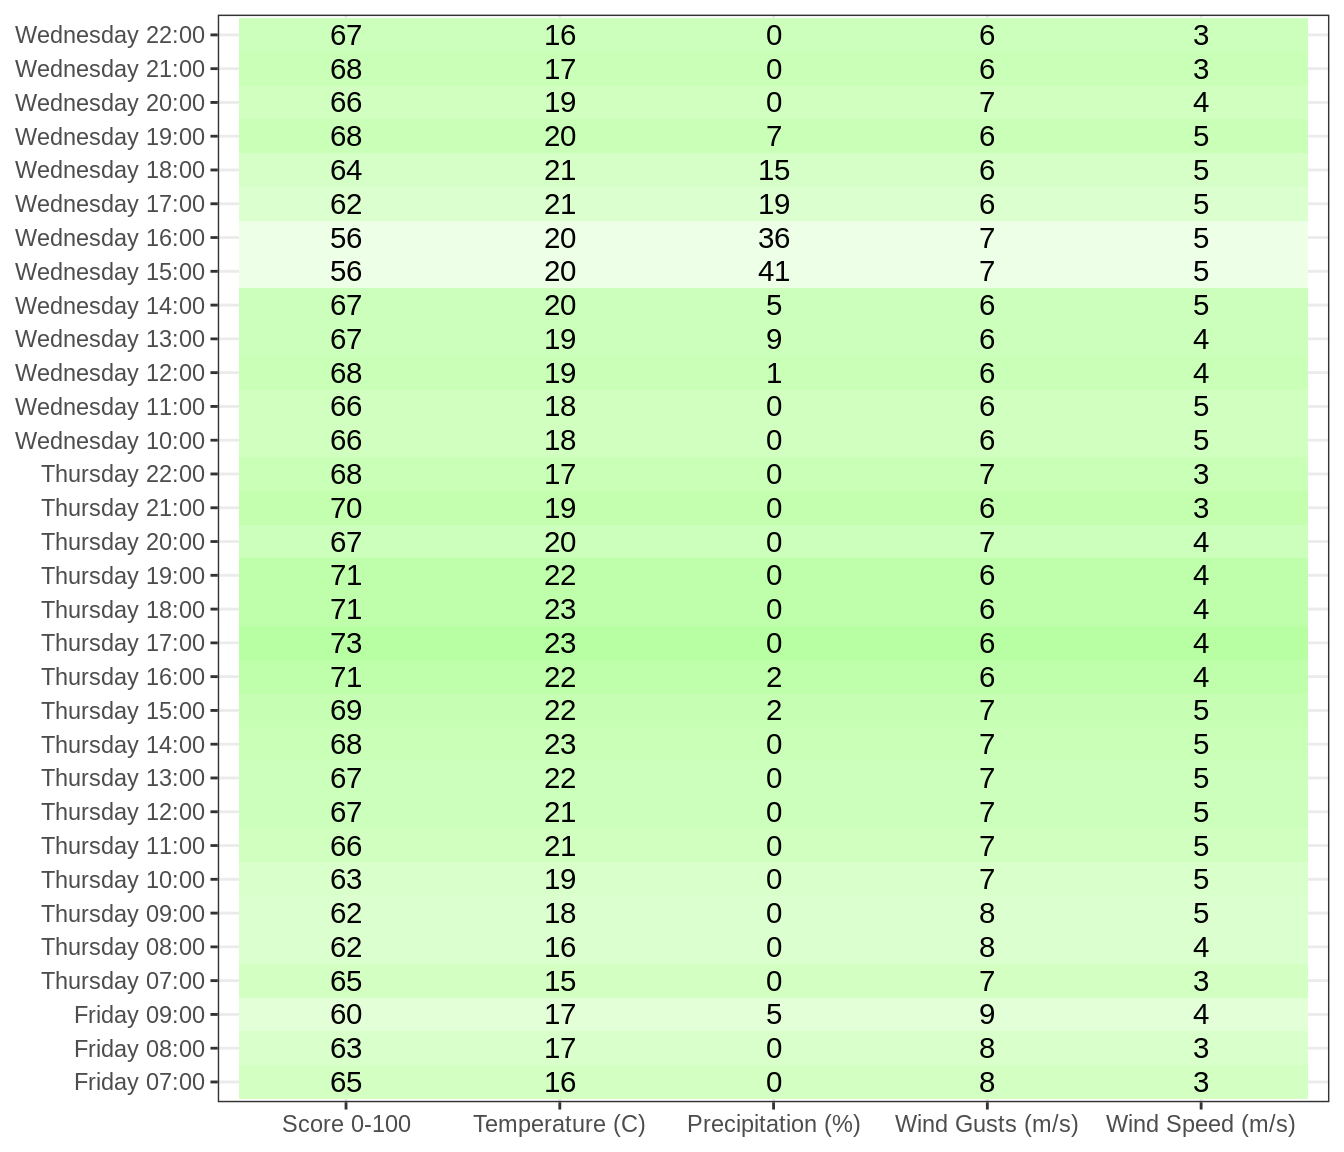 Wednesday 22:00 67 16 0 6 3
Wednesday 21:00 68 17 0 6 3
Wednesday 20:00 66 19 0 7 4
Wednesday 19:00 68 20 7 6 5
Wednesday 18:00 64 21 15 6 5
Wednesday 17:00 62 21 19 6 5
Wednesday 16:00 56 20 36 7 5
Wednesday 15:00 56 20 41 7 5
Wednesday 14:00 67 20 5 6 5
Wednesday 13:00 67 19 9 6 4
Wednesday 12:00 68 19 1 6 4
Wednesday 11:00 66 18 0 6 5
Wednesday 10:00 66 18 0 6 5
Thursday 22:00 68 17 0 7 3
Thursday 21:00 70 19 0 6 3
Thursday 20:00 67 20 0 7 4
Thursday 19:00 71 22 0 6 4
Thursday 18:00 71 23 0 6 4
Thursday 17:00 73 23 0 6 4
Thursday 16:00 71 22 2 6 4
Thursday 15:00 69 22 2 7 5
Thursday 14:00 68 23 0 7 5
Thursday 13:00 67 22 0 7 5
Thursday 12:00 67 21 0 7 5
Thursday 11:00 66 21 0 7 5
Thursday 10:00 63 19 0 7 5
Thursday 09:00 62 18 0 8 5
Thursday 08:00 62 16 0 8 4
Thursday 07:00 65 15 0 7 3
Friday 09:00 60 17 5 9 4
Friday 08:00 63 17 0 8 3
Friday 07:00 65 16 0 8 3
Score 0-100 Temperature (C) Precipitation (%) Wind Gusts (m/s) Wind Speed (m/s)